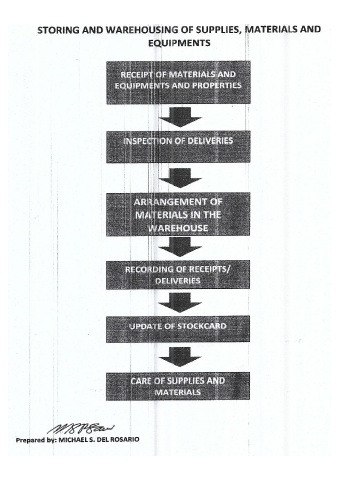 STORING AND WAREHOUSING OF SUPPLIES, MATERIALS AND
EQUIPMENTS
RECEIPT OF MATERIALS AND
EQUIPMENTS AND PROPERTIES
INSPECTION OF DELIVERIES
ARRANGEMENT OF
MATERIALS IN THE
WAREHOUSE
RECORDING OF RECEIPTS/
DELIVERIES
UPDATE OF STOCKCARD
CARE OF SUPPLIES AND
MATERIALS
Prepared by: MICHAEL S. DEL ROSARIO